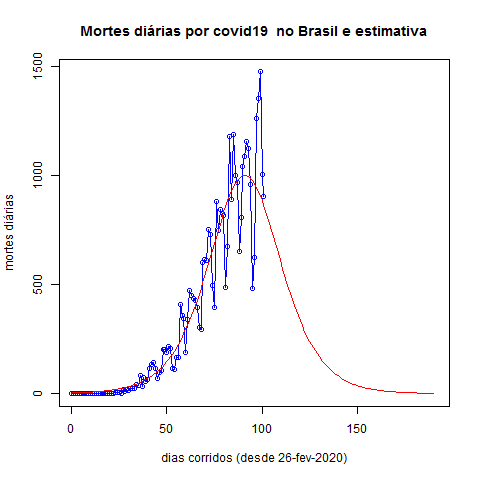 Mortes diárias por covid19 no Brasil e estimativa
mortes diárias
1500
1000
500
0
0 50 100 150
dias corridos (desde 26-fev-2020)